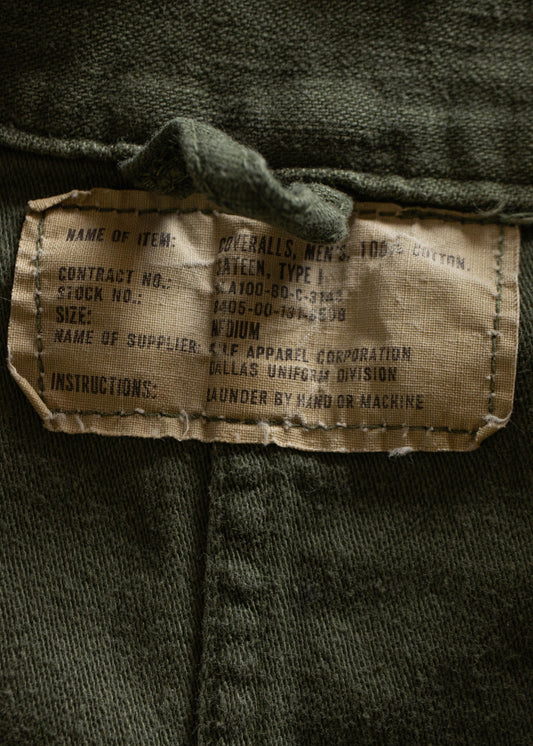 NAME OF ITEM: COVERALLS, MEN'S, 100% COTTON.
SATEEN, TYPE I
CONTRACT NO.:
STOCK NO.:
SIZE: MEDIUM
NAME OF SUPPLIER: APPAREL CORPORATION
DALLAS UNIFORM DIVISION
INSTRUCTIONS: LAUNDER BY HAND OR MACHINE